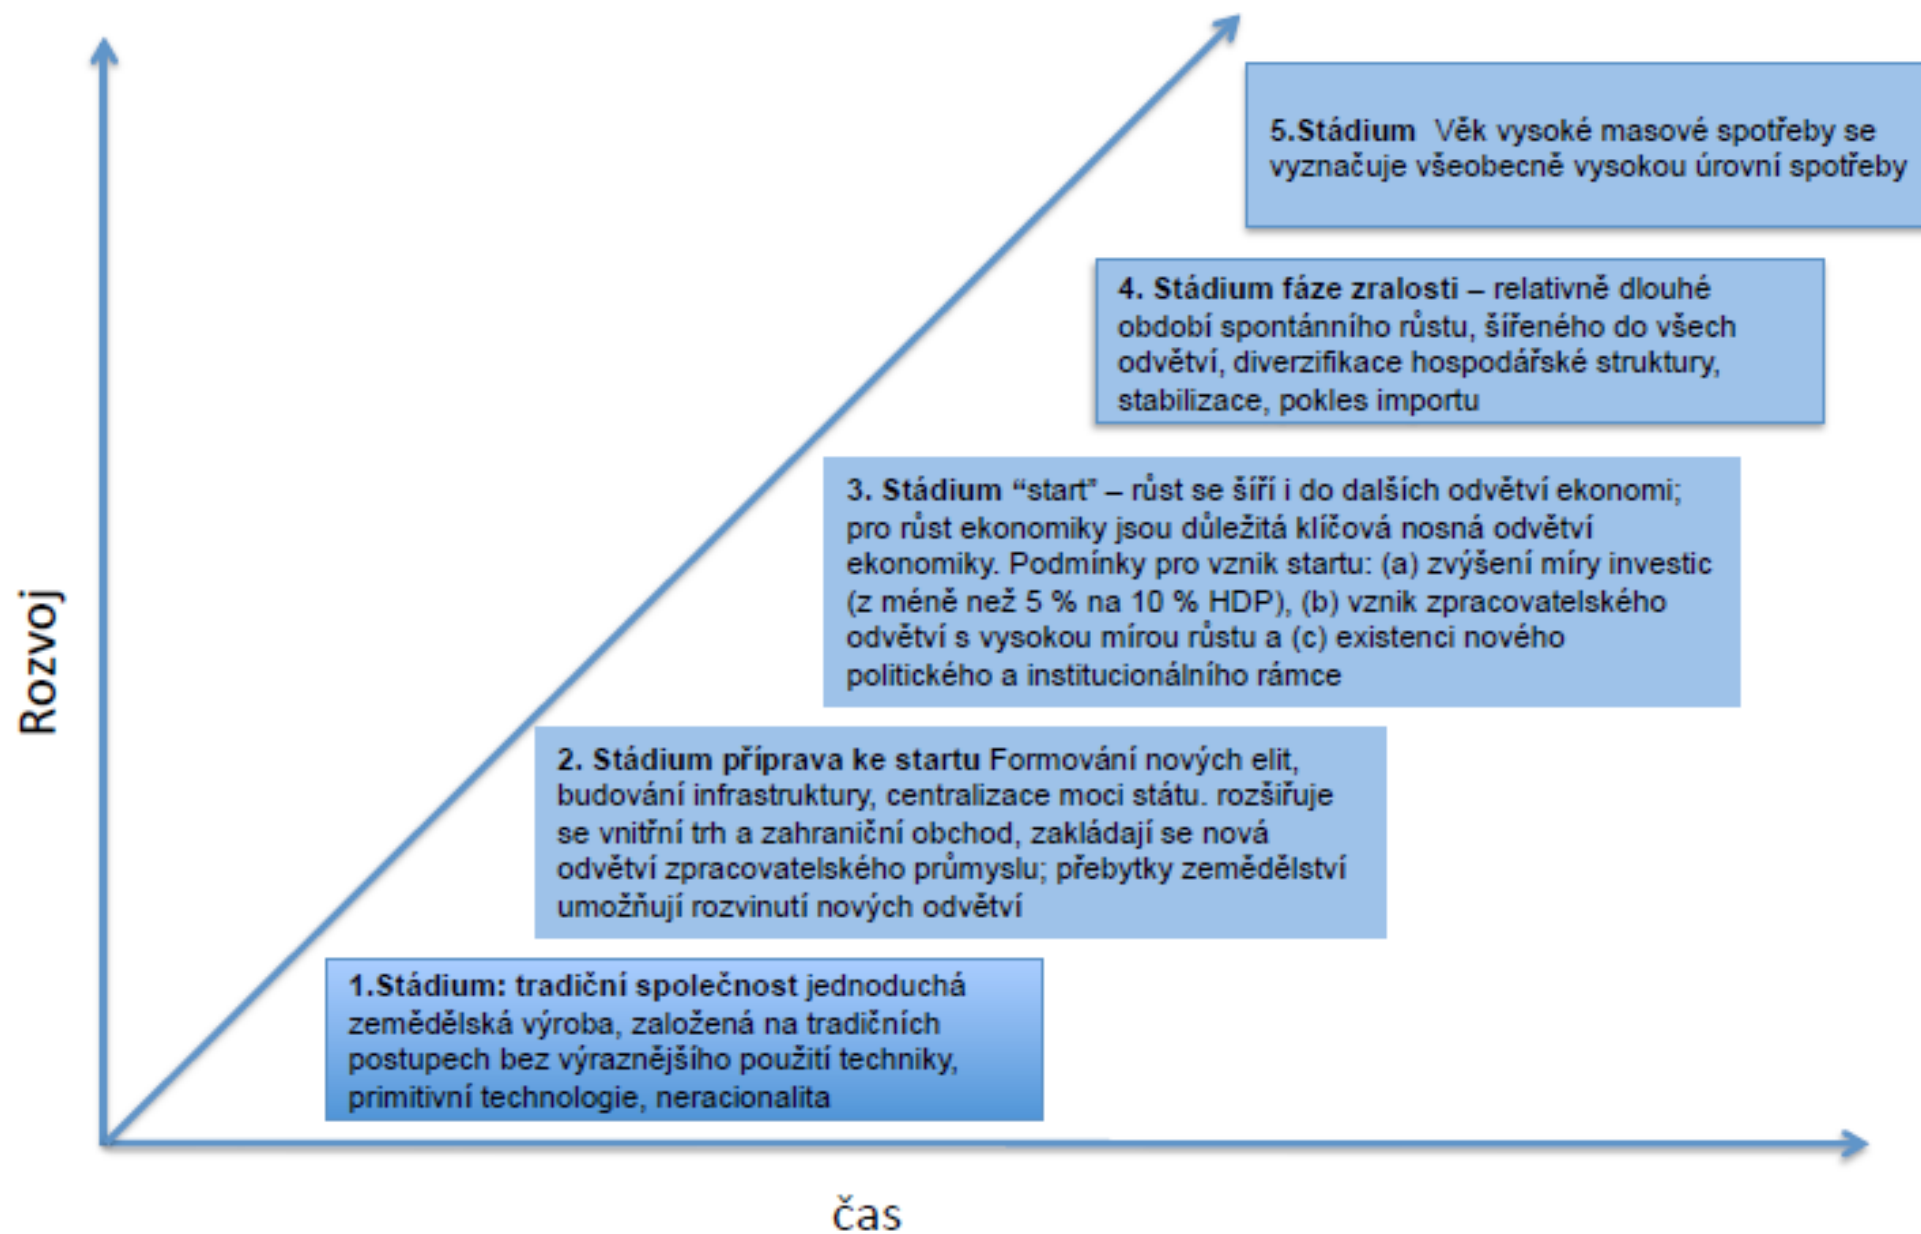 5.Stádium Věk vysoké masové spotřeby se
vyznačuje všeobecně vysokou úrovní spotřeby
4. Stádium fáze zralosti – relativně dlouhé
období spontánního růstu, šířeného do všech
odvětví, diverzifikace hospodářské struktury,
stabilizace, pokles importu
3. Stádium “start” – růst se šíří i do dalších odvětví ekonomi;
pro růst ekonomiky jsou důležitá klíčová nosná odvětví
ekonomiky. Podmínky pro vznik startu: (a) zvýšení míry investic
(z méně než 5 % na 10 % HDP), (b) vznik zpracovatelského
odvětví s vysokou mírou růstu a (c) existenci nového
politického a institucionálního rámce
2. Stádium příprava ke startu Formování nových elit,
budování infrastruktury, centralizace moci státu. rozšiřuje
se vnitřní trh a zahraniční obchod, zakládají se nová
odvětví zpracovatelského průmyslu; přebytky zemědělství
umožňují rozvinutí nových odvětví
1.Stádium: tradiční společnost jednoduchá
zemědělská výroba, založená na tradičních
postupech bez výraznějšího použití techniky,
primitivní technologie, neracionalita
Rozvoj
čas